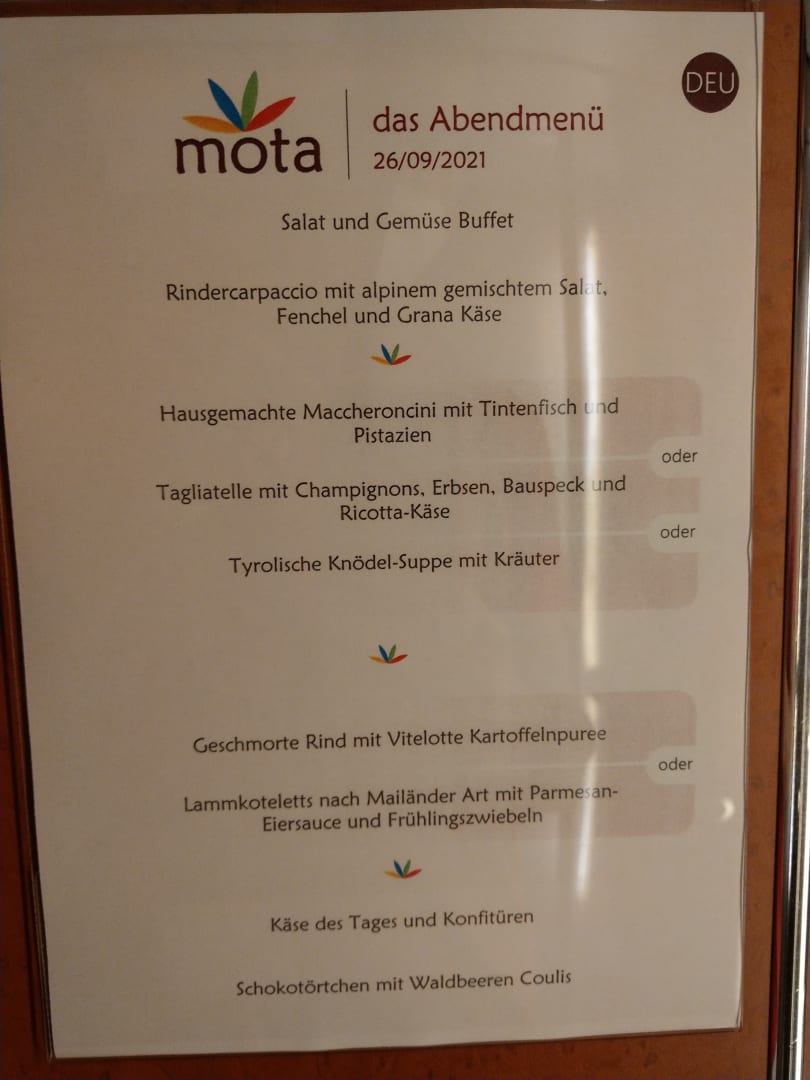 DEU
mota
das Abendmenü
26/09/2021
Salat und Gemüse Buffet
Rindercarpaccio mit alpinem gemischtem Salat,
Fenchel und Grana Käse
Hausgemachte Maccheroncini mit Tintenfisch und
Pistazien
oder
Tagliatelle mit Champignons, Erbsen, Bauspeck und
Ricotta-Käse
oder
Tyrolische Knödel-Suppe mit Kräuter
Geschmorte Rind mit Vitelotte Kartoffelnpuree
oder
Lammkoteletts nach Mailänder Art mit Parmesan-
Eiersauce und Frühlingszwiebeln
Käse des Tages und Konfitüren
Schokotörtchen mit Waldbeeren Coulis